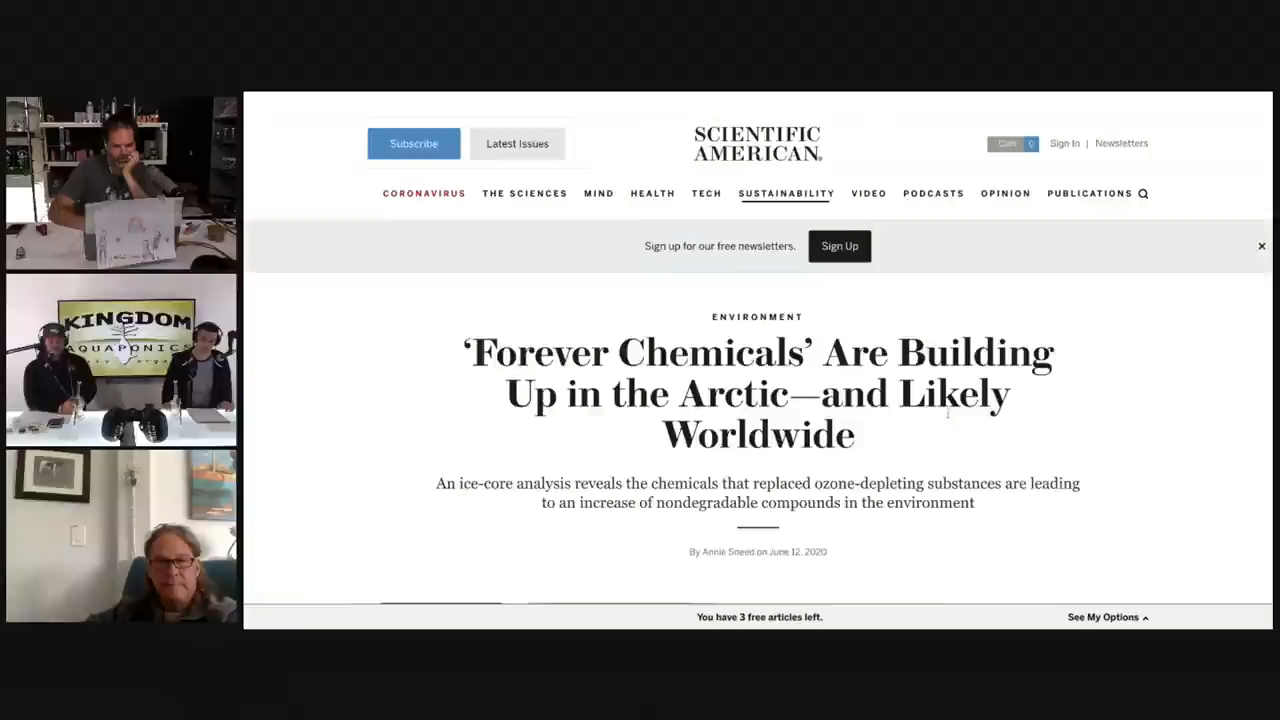 KINGDOM
AQUAPONICS
Subscribe
Latest Issues
SCIENTIFIC
AMERICAN®
Sign In | Newsletters
CORONAVIRUS THE SCIENCES MIND HEALTH TECH SUSTAINABILITY VIDEO PODCASTS OPINION PUBLICATIONS
Sign up for our free newsletters. Sign Up
ENVIRONMENT
‘Forever Chemicals’ Are Building
Up in the Arctic—and Likely
Worldwide
An ice-core analysis reveals the chemicals that replaced ozone-depleting substances are leading
to an increase of nondegradable compounds in the environment
By Annie Sneed on June 12, 2020
You have 3 free articles left.
See My Options